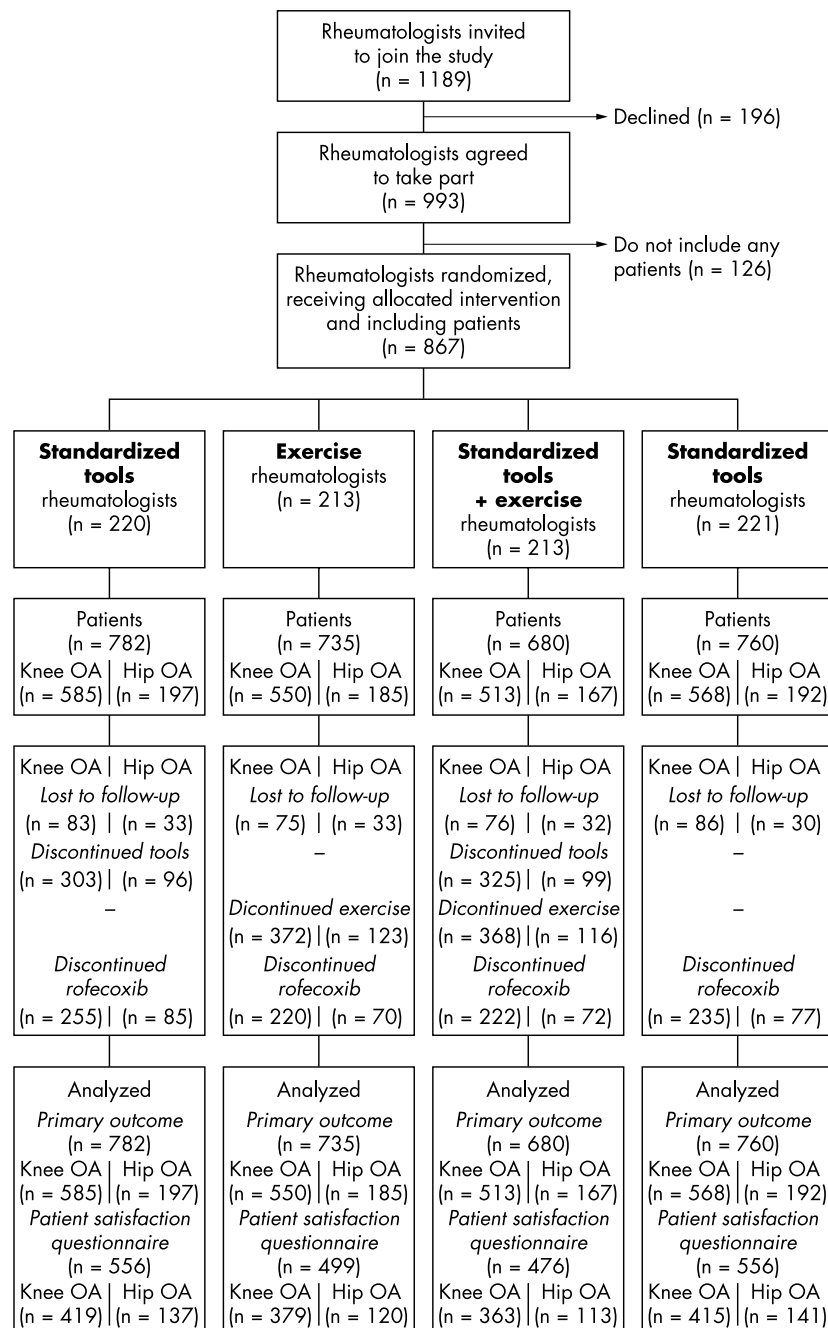 Rheumatologists invited
to join the study
(n = 1189)
Declined (n = 196)
Rheumatologists agreed
to take part
(n = 993)
Do not include any
patients (n = 126)
Rheumatologists randomized,
receiving allocated intervention
and including patients
(n = 867)
Standardized
tools
rheumatologists
(n = 220)
Patients
(n = 782)
Knee OA | Hip OA
(n = 585) | (n = 197)
Knee OA | Hip OA
Lost to follow-up
(n = 83) | (n = 33)
Discontinued tools
(n = 303) | (n = 96)
–
Discontinued
rofecoxib
(n = 255) | (n = 85)
Analyzed
Primary outcome
(n = 782)
Knee OA | Hip OA
(n = 585) | (n = 197)
Patient satisfaction
questionnaire
(n = 556)
Knee OA | Hip OA
(n = 419) | (n = 137)
Exercise
rheumatologists
(n = 213)
Patients
(n = 735)
Knee OA | Hip OA
(n = 550) | (n = 185)
Knee OA | Hip OA
Lost to follow-up
(n = 75) | (n = 33)
–
Dicontinued exercise
(n = 372) | (n = 123)
Discontinued
rofecoxib
(n = 220) | (n = 70)
Analyzed
Primary outcome
(n = 735)
Knee OA | Hip OA
(n = 550) | (n = 185)
Patient satisfaction
questionnaire
(n = 499)
Knee OA | Hip OA
(n = 379) | (n = 120)
Standardized
tools
+ exercise
rheumatologists
(n = 213)
Patients
(n = 680)
Knee OA | Hip OA
(n = 513) | (n = 167)
Knee OA | Hip OA
Lost to follow-up
(n = 76) | (n = 32)
Discontinued tools
(n = 325) | (n = 99)
Dicontinued exercise
(n = 368) | (n = 116)
Discontinued
rofecoxib
(n = 222) | (n = 72)
Analyzed
Primary outcome
(n = 680)
Knee OA | Hip OA
(n = 513) | (n = 167)
Patient satisfaction
questionnaire
(n = 476)
Knee OA | Hip OA
(n = 363) | (n = 113)
Standardized
tools
rheumatologists
(n = 221)
Patients
(n = 760)
Knee OA | Hip OA
(n = 568) | (n = 192)
Knee OA | Hip OA
Lost to follow-up
(n = 86) | (n = 30)
–
–
Discontinued
rofecoxib
(n = 235) | (n = 77)
Analyzed
Primary outcome
(n = 760)
Knee OA | Hip OA
(n = 568) | (n = 192)
Patient satisfaction
questionnaire
(n = 556)
Knee OA | Hip OA
(n = 415) | (n = 141)